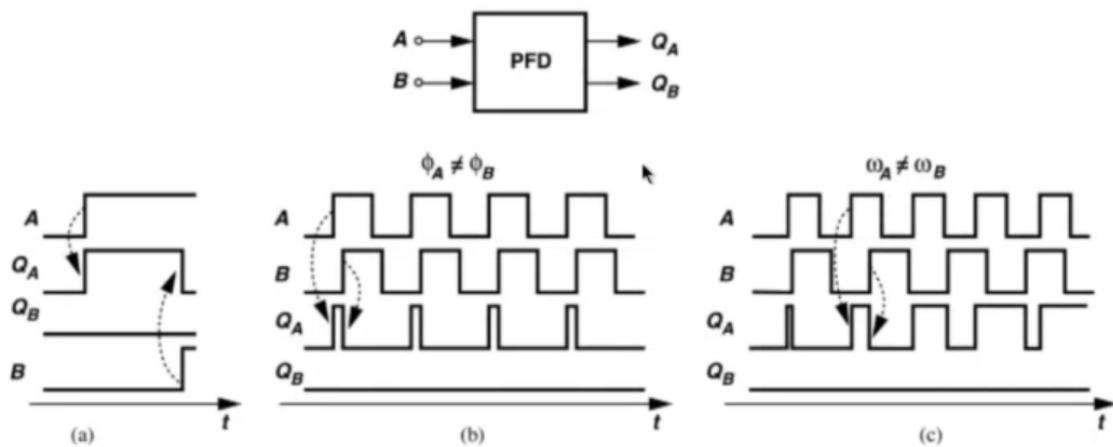 A
PFD
Q_A
B
Q_B
ϕ_A ≠ ϕ_B
ω_A ≠ ω_B
A
Q_A
Q_B
B
t
(a)
A
B
Q_A
Q_B
t
(b)
A
B
Q_A
Q_B
t
(c)